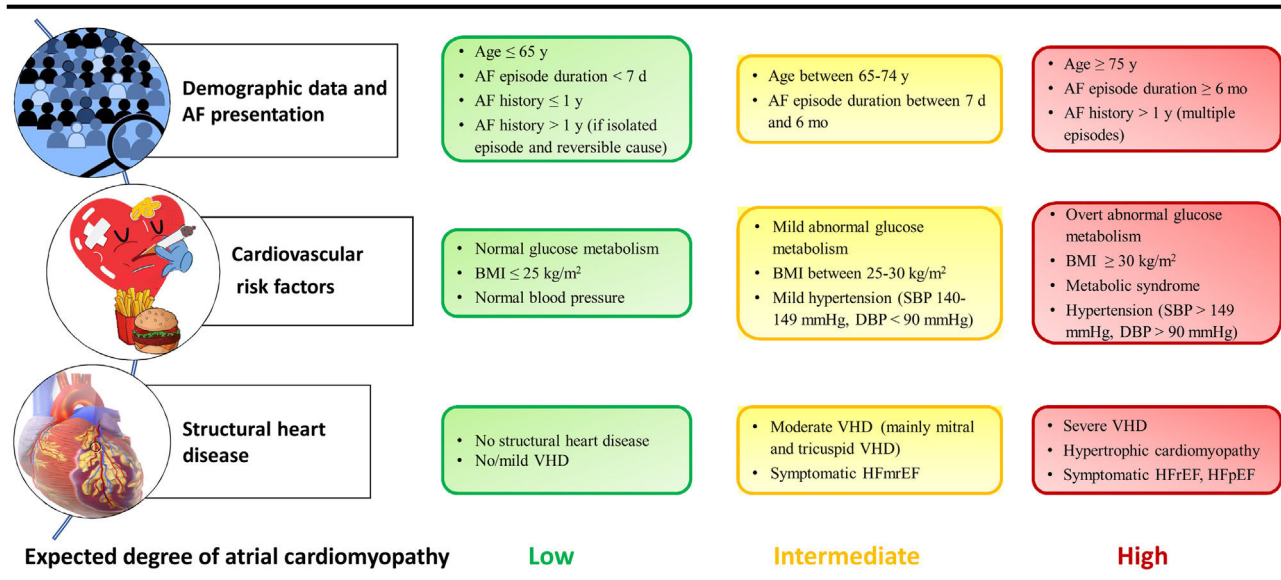 Demographic data and
AF presentation
• Age ≤ 65 y
• AF episode duration < 7 d
• AF history ≤ 1 y
• AF history > 1 y (if isolated
episode and reversible cause)
• Age between 65-74 y
• AF episode duration between 7 d
and 6 mo
• Age ≥ 75 y
• AF episode duration ≥ 6 mo
• AF history > 1 y (multiple
episodes)
Cardiovascular
risk factors
• Normal glucose metabolism
• BMI ≤ 25 kg/m²
• Normal blood pressure
• Mild abnormal glucose
metabolism
• BMI between 25-30 kg/m²
• Mild hypertension (SBP 140-
149 mmHg, DBP < 90 mmHg)
• Overt abnormal glucose
metabolism
• BMI ≥ 30 kg/m²
• Metabolic syndrome
• Hypertension (SBP > 149
mmHg, DBP > 90 mmHg)
Structural heart
disease
• No structural heart disease
• No/mild VHD
• Moderate VHD (mainly mitral
and tricuspid VHD)
• Symptomatic HFmrEF
• Severe VHD
• Hypertrophic cardiomyopathy
• Symptomatic HFrEF, HFpEF
Expected degree of atrial cardiomyopathy
Low
Intermediate
High